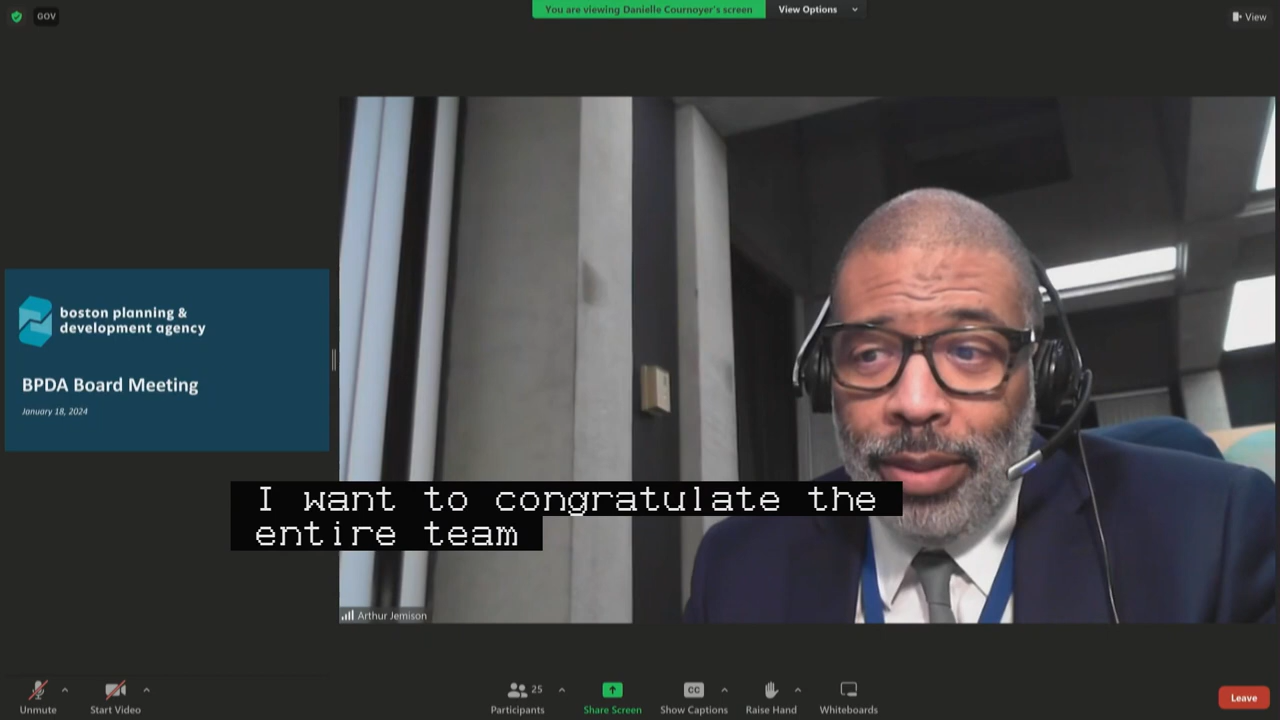 GOV
You are viewing Danielle Cournoyer's screen
View Options
View
boston planning &
development agency
BPDA Board Meeting
January 18, 2024
I want to congratulate the
entire team
Arthur Jemison
Unmute
Start Video
25
Participants
Share Screen
CC
Show Captions
Raise Hand
Whiteboards
Leave